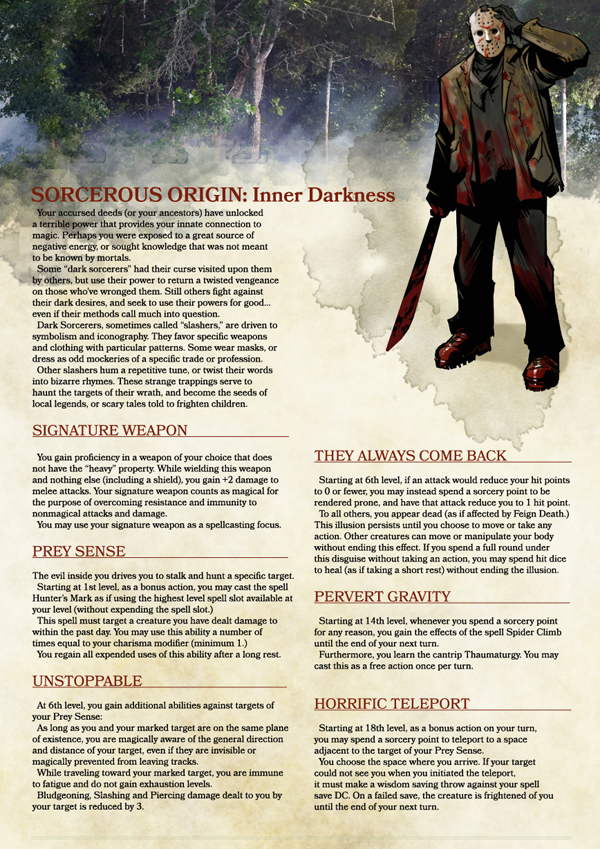 SORCEROUS ORIGIN: Inner Darkness
Your accursed deeds (or your ancestors) have unlocked
a terrible power that provides your innate connection to
magic. Perhaps you were exposed to a great source of
negative energy, or sought knowledge that was not meant
to be known by mortals.
Some “dark sorcerers” had their curse visited upon them
by others, but use their power to return a twisted vengeance
on those who’ve wronged them. Still others fight against
their dark desires, and seek to use their powers for good...
even if their methods call much into question.
Dark Sorcerers, sometimes called “slashers,” are driven to
symbolism and iconography. They favor specific weapons
and clothing with particular patterns. Some wear masks, or
dress as odd mockeries of a specific trade or profession.
Other slashers hum a repetitive tune, or twist their words
into bizarre rhymes. These strange trappings serve to
haunt the targets of their wrath, and become the seeds of
local legends, or scary tales told to frighten children.
SIGNATURE WEAPON
You gain proficiency in a weapon of your choice that does
not have the “heavy” property. While wielding this weapon
and nothing else (including a shield), you gain +2 damage to
melee attacks. Your signature weapon counts as magical for
the purpose of overcoming resistance and immunity to
nonmagical attacks and damage.
You may use your signature weapon as a spellcasting focus.
PREY SENSE
The evil inside you drives you to stalk and hunt a specific target.
Starting at 1st level, as a bonus action, you may cast the spell
Hunter’s Mark as if using the highest level spell slot available at
your level (without expending the spell slot.)
This spell must target a creature you have dealt damage to
within the past day. You may use this ability a number of
times equal to your charisma modifier (minimum 1.)
You regain all expended uses of this ability after a long rest.
UNSTOPPABLE
At 6th level, you gain additional abilities against targets of
your Prey Sense:
As long as you and your marked target are on the same plane
of existence, you are magically aware of the general direction
and distance of your target, even if they are invisible or
magically prevented from leaving tracks.
While traveling toward your marked target, you are immune
to fatigue and do not gain exhaustion levels.
Bludgeoning, Slashing and Piercing damage dealt to you by
your target is reduced by 3.
THEY ALWAYS COME BACK
Starting at 6th level, if an attack would reduce your hit points
to 0 or fewer, you may instead spend a sorcery point to be
rendered prone, and have that attack reduce you to 1 hit point.
To all others, you appear dead (as if affected by Feign Death.)
This illusion persists until you choose to move or take any
action. Other creatures can move or manipulate your body
without ending this effect. If you spend a full round under
this disguise without taking an action, you may spend hit dice
to heal (as if taking a short rest) without ending the illusion.
PERVERT GRAVITY
Starting at 14th level, whenever you spend a sorcery point
for any reason, you gain the effects of the spell Spider Climb
until the end of your next turn.
Furthermore, you learn the cantrip Thaumaturgy. You may
cast this as a free action once per turn.
HORRIFIC TELEPORT
Starting at 18th level, as a bonus action on your turn,
you may spend a sorcery point to teleport to a space
adjacent to the target of your Prey Sense.
You choose the space where you arrive. If your target
could not see you when you initiated the teleport,
it must make a wisdom saving throw against your spell
save DC. On a failed save, the creature is frightened of you
until the end of your next turn.